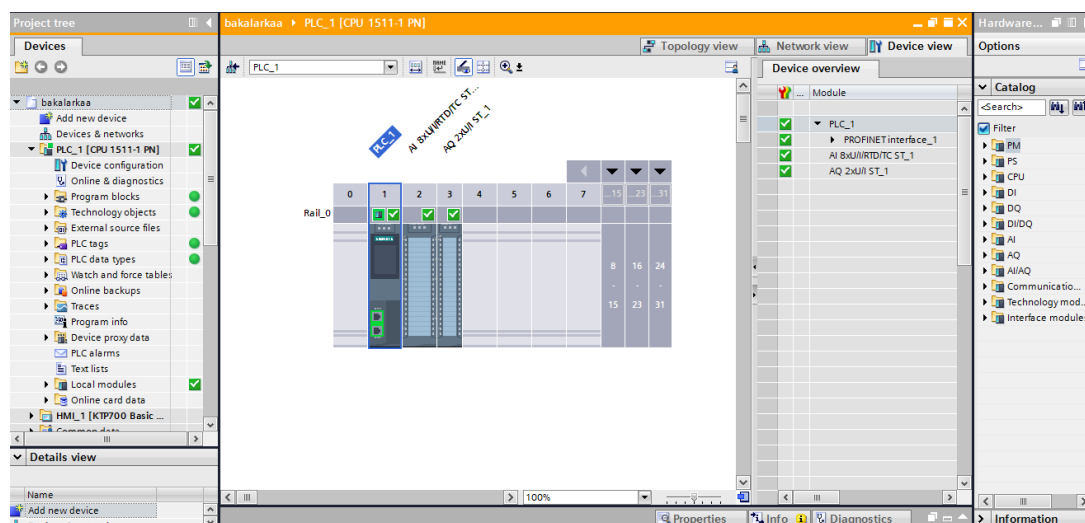 Project tree
bakalarkaa ▸ PLC_1 [CPU 1511-1 PN]
Hardware...
Devices
Topology view
Network view
Device view
Options
PLC_1
Device overview
Catalog
<Search>
Filter
PM
PS
CPU
DI
DQ
DI/DQ
AI
AQ
AI/AQ
Communicatio...
Technology mod..
Interface modules
bakalarkaa
Add new device
Devices & networks
PLC_1 [CPU 1511-1 PN]
Device configuration
Online & diagnostics
Program blocks
Technology objects
External source files
PLC tags
PLC data types
Watch and force tables
Online backups
Traces
Program info
Device proxy data
PLC alarms
Text lists
Local modules
Online card data
HMI_1 [KTP700 Basic ...
Common data
PLC_1
AI 8xU/I/RTD/TC ST_1
AQ 2xU/I ST_1
0 1 2 3 4 5 6 7 ...15 ...23 ...31
Rail_0
8 16 24
15 23 31
... Module
PLC_1
PROFINET interface_1
AI 8xU/I/RTD/TC ST_1
AQ 2xU/I ST_1
Details view
Name
Add new device
100%
Properties
Info
Diagnostics
Information